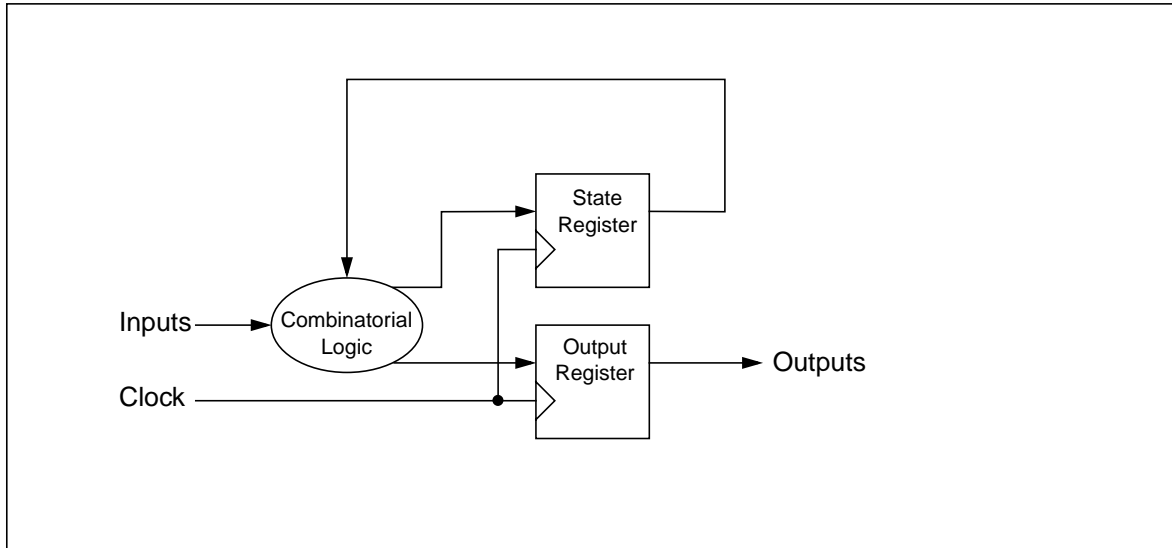 State
Register
Inputs
Combinatorial
Logic
Output
Register
Outputs
Clock